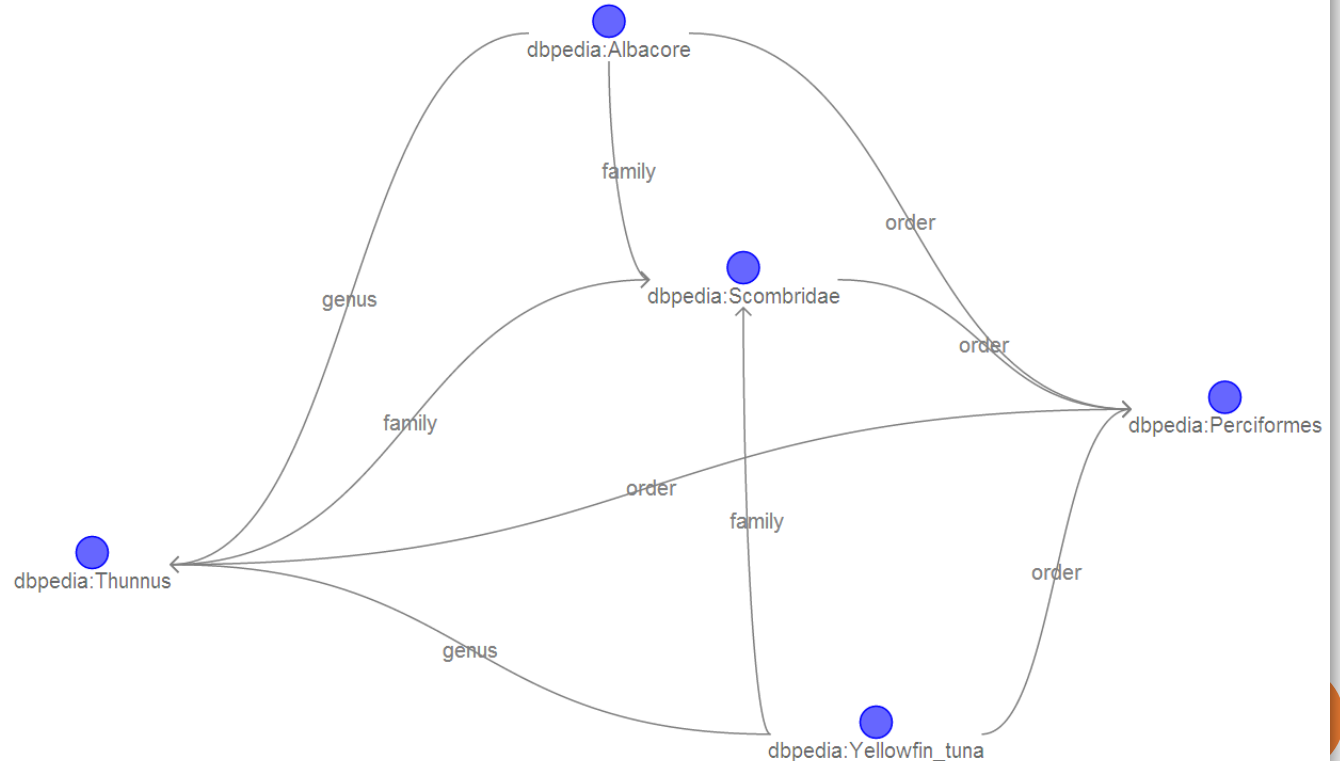 dbpedia:Albacore
family
order
genus
dbpedia:Scombridae
order
family
dbpedia:Perciformes
order
family
dbpedia:Thunnus
order
genus
dbpedia:Yellowfin_tuna